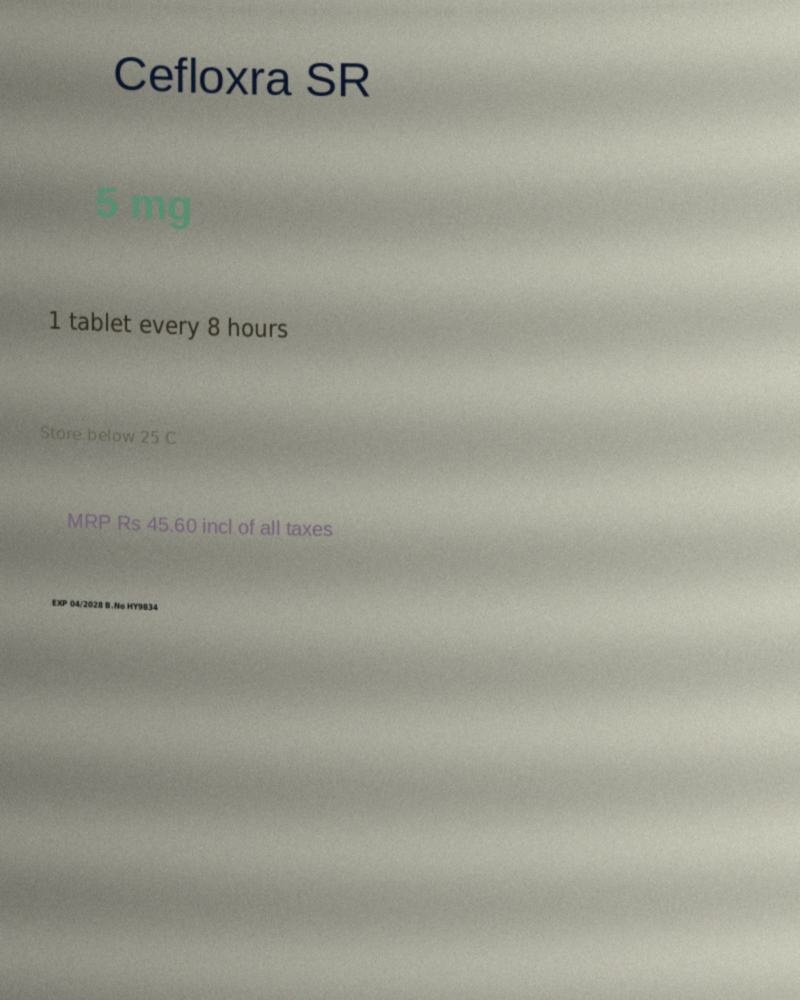 Cefloxra SR
5 mg
1 tablet every 8 hours
Store below 25 C
MRP Rs 45.60 incl of all taxes
EXP 04/2028 B.No HY9834